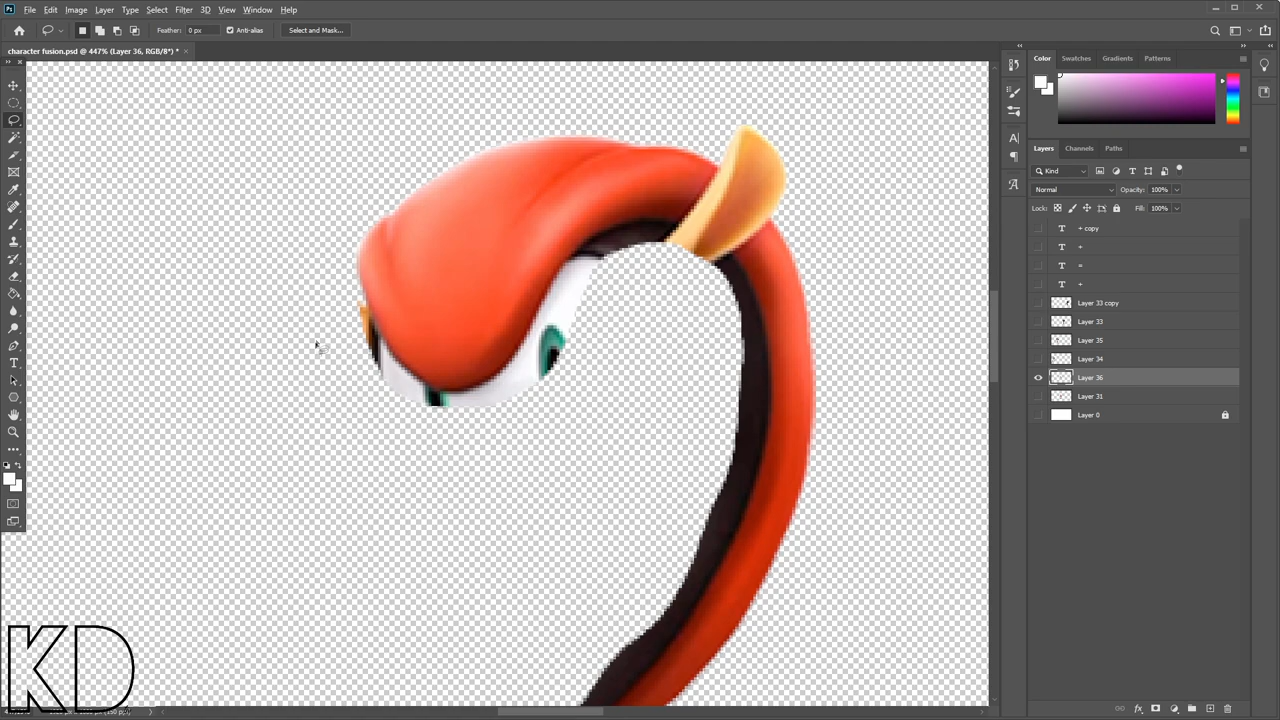 Ps File Edit Image Layer Type Select Filter 3D View Window Help
Feather: 0 px Anti-alias Select and Mask...
character fusion.psd @ 447% (Layer 36, RGB/8*) * ×
Color Swatches Gradients Patterns
Layers Channels Paths
Kind
Normal Opacity: 100%
Lock: Fill: 100%
T + copy
T +
T =
T +
Layer 33 copy
Layer 33
Layer 35
Layer 34
Layer 36
Layer 31
Layer 0
fx
KD